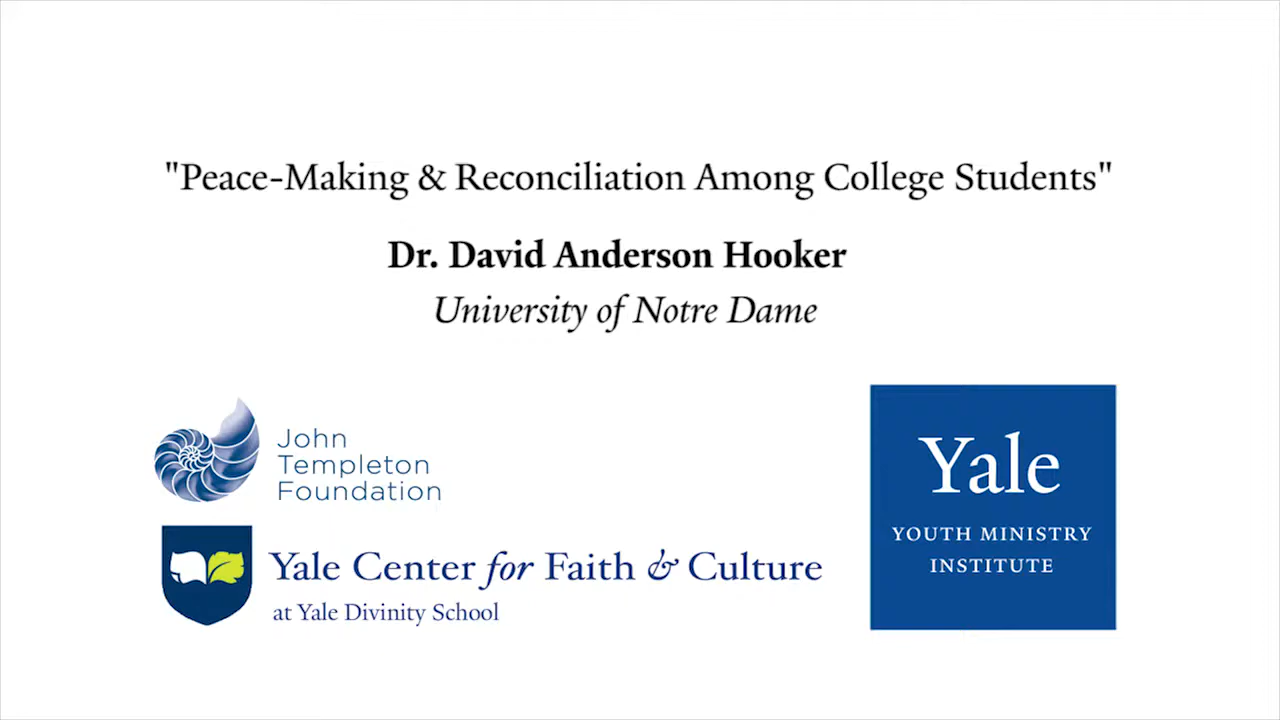 "Peace-Making & Reconciliation Among College Students"
Dr. David Anderson Hooker
University of Notre Dame
John
Templeton
Foundation
Yale Center for Faith & Culture
at Yale Divinity School
Yale
YOUTH MINISTRY
INSTITUTE